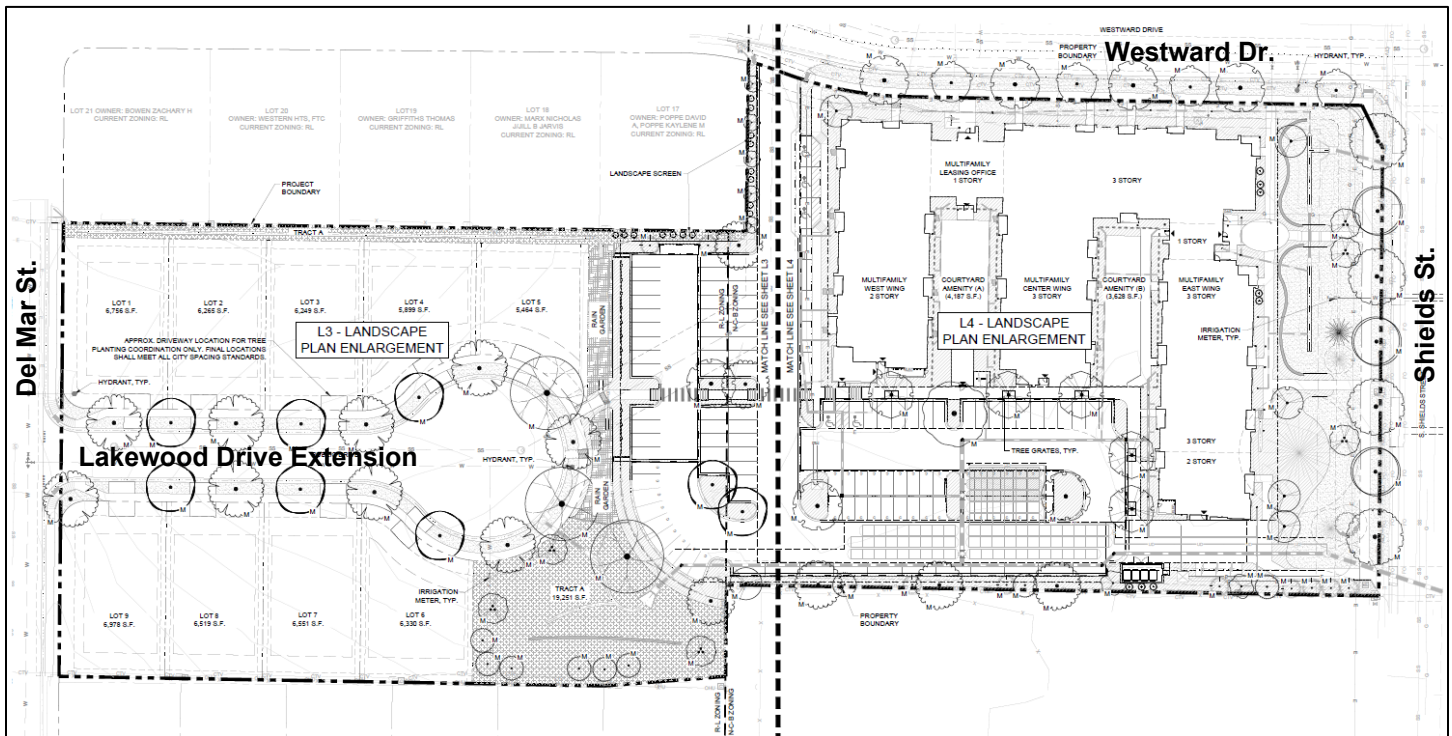 WESTWARD DRIVE
Westward Dr.
PROPERTY
BOUNDARY
HYDRANT, TYP.
LOT 21 OWNER: BOWEN ZACHARY H
CURRENT ZONING: RL
LOT 20
OWNER: WESTERN HTS, FTC
CURRENT ZONING: RL
LOT19
OWNER: GRIFFITHS THOMAS
CURRENT ZONING: RL
LOT 18
OWNER: MARX NICHOLAS
J/JILL B JARVIS
CURRENT ZONING: RL
LOT 17
OWNER: POPPE DAVID
A, POPPE KAYLENE M
CURRENT ZONING: RL
LANDSCAPE SCREEN
PROJECT
BOUNDARY
TRACT A
MULTIFAMILY
LEASING OFFICE
1 STORY
3 STORY
1 STORY
Del Mar St.
Shields St.
S. SHIELDS STREET
LOT 1
6,756 S.F.
LOT 2
6,265 S.F.
LOT 3
6,249 S.F.
LOT 4
5,899 S.F.
LOT 5
5,464 S.F.
RAIN
GARDEN
R-L ZONING
N-C-B ZONING
MATCH LINE SEE SHEET L3
MATCH LINE SEE SHEET L4
MULTIFAMILY
WEST WING
2 STORY
COURTYARD
AMENITY (A)
(4,187 S.F.)
MULTIFAMILY
CENTER WING
3 STORY
COURTYARD
AMENITY (B)
(3,628 S.F.)
MULTIFAMILY
EAST WING
3 STORY
L3 - LANDSCAPE
PLAN ENLARGEMENT
L4 - LANDSCAPE
PLAN ENLARGEMENT
IRRIGATION
METER, TYP.
APPROX. DRIVEWAY LOCATION FOR TREE
PLANTING COORDINATION ONLY. FINAL LOCATIONS
SHALL MEET ALL CITY SPACING STANDARDS.
HYDRANT, TYP.
Lakewood Drive Extension
HYDRANT, TYP.
TREE GRATES, TYP.
3 STORY
2 STORY
RAIN
GARDEN
IRRIGATION
METER, TYP.
TRACT A
19,251 S.F.
LOT 9
6,978 S.F.
LOT 8
6,519 S.F.
LOT 7
6,551 S.F.
LOT 6
6,330 S.F.
PROPERTY
BOUNDARY
R-L ZONING
N-C-B ZONING